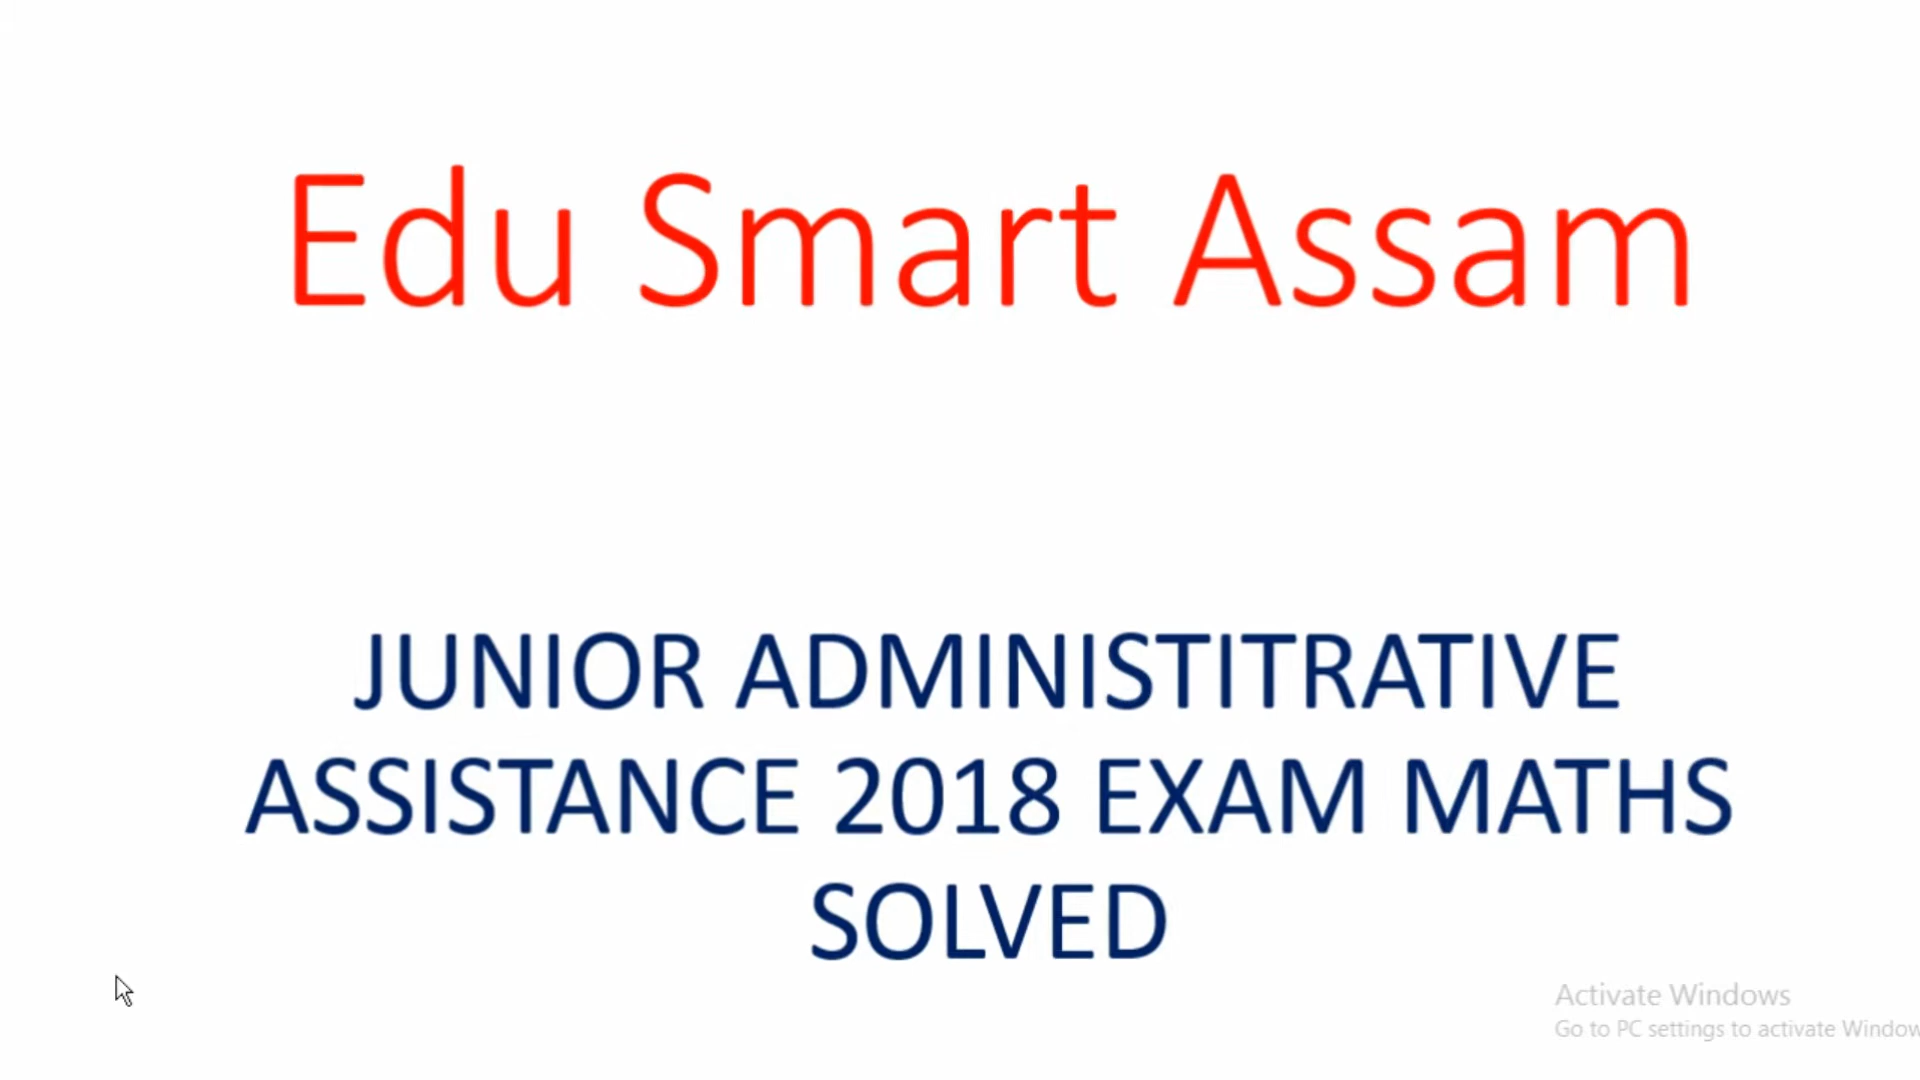 Edu Smart Assam
JUNIOR ADMINISTITRATIVE
ASSISTANCE 2018 EXAM MATHS
SOLVED
Activate Windows
Go to PC settings to activate Window